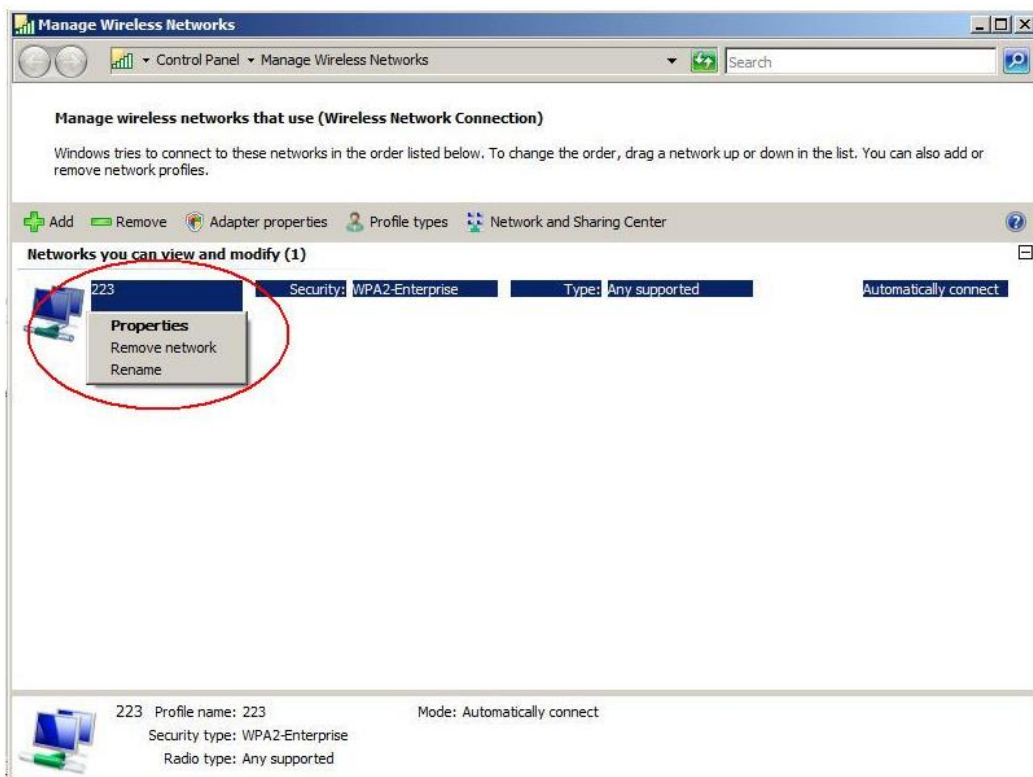 Manage Wireless Networks
Control Panel Manage Wireless Networks
Search
Manage wireless networks that use (Wireless Network Connection)
Windows tries to connect to these networks in the order listed below. To change the order, drag a network up or down in the list. You can also add or
remove network profiles.
Add Remove Adapter properties Profile types Network and Sharing Center
Networks you can view and modify (1)
223 Security: WPA2-Enterprise Type: Any supported Automatically connect
Properties
Remove network
Rename
223 Profile name: 223 Mode: Automatically connect
Security type: WPA2-Enterprise
Radio type: Any supported